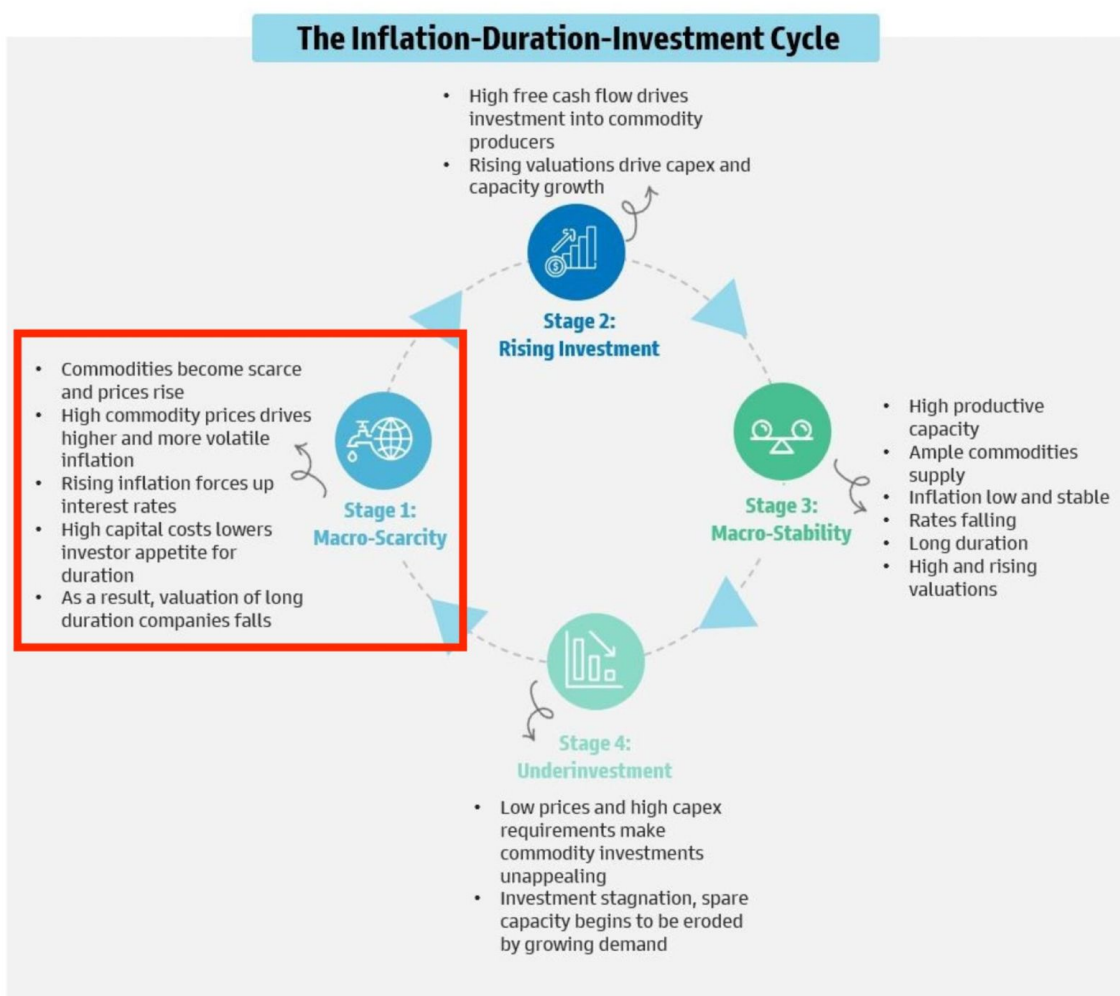 The Inflation-Duration-Investment Cycle
• High free cash flow drives
investment into commodity
producers
• Rising valuations drive capex and
capacity growth
Stage 2:
Rising Investment
• Commodities become scarce
and prices rise
• High commodity prices drives
higher and more volatile
inflation
• Rising inflation forces up
interest rates
• High capital costs lowers
investor appetite for
duration
• As a result, valuation of long
duration companies falls
Stage 1:
Macro-Scarcity
Stage 3:
Macro-Stability
• High productive
capacity
• Ample commodities
supply
• Inflation low and stable
• Rates falling
• Long duration
• High and rising
valuations
Stage 4:
Underinvestment
• Low prices and high capex
requirements make
commodity investments
unappealing
• Investment stagnation, spare
capacity begins to be eroded
by growing demand